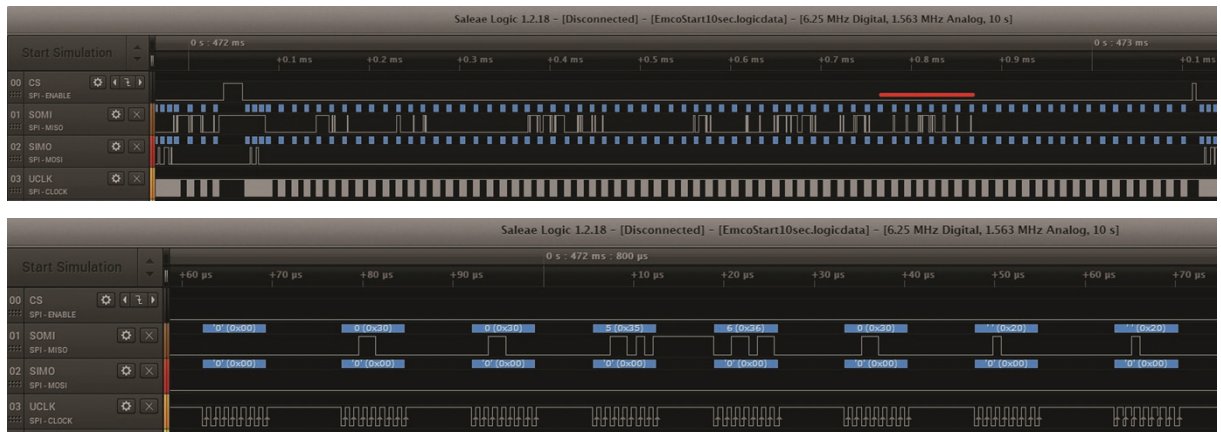 Saleae Logic 1.2.18 - [Disconnected] - [EmcoStart10sec.logicdata] - [6.25 MHz Digital, 1.563 MHz Analog, 10 s]
Start Simulation
0 s : 472 ms 0 s : 473 ms
+0.1 ms +0.2 ms +0.3 ms +0.4 ms +0.5 ms +0.6 ms +0.7 ms +0.8 ms +0.9 ms +0.1 ms
00 CS
SPI - ENABLE
01 SOMI
SPI - MISO
02 SIMO
SPI - MOSI
03 UCLK
SPI - CLOCK
Saleae Logic 1.2.18 - [Disconnected] - [EmcoStart10sec.logicdata] - [6.25 MHz Digital, 1.563 MHz Analog, 10 s]
Start Simulation
0 s : 472 ms : 800 µs
+60 µs +70 µs +80 µs +90 µs +10 µs +20 µs +30 µs +40 µs +50 µs +60 µs +70 µs
00 CS
SPI - ENABLE
01 SOMI
SPI - MISO
'0' (0x00) 0 (0x30) 0 (0x30) 5 (0x35) 6 (0x36) 0 (0x30) ' ' (0x20) ' ' (0x20)
02 SIMO
SPI - MOSI
'0' (0x00) '0' (0x00) '0' (0x00) '0' (0x00) '0' (0x00) '0' (0x00) '0' (0x00) '0' (0x00)
03 UCLK
SPI - CLOCK